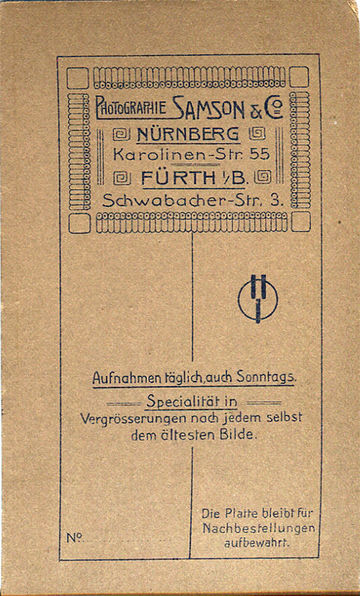 PHOTOGRAPHIE SAMSON & Co
NÜRNBERG
Karolinen-Str. 55
FÜRTH i/B.
Schwabacher-Str. 3.
Aufnahmen täglich, auch Sonntags.
Specialität in
Vergrösserungen nach jedem selbst
dem ältesten Bilde.
No.
Die Platte bleibt für
Nachbestellungen
aufbewahrt.